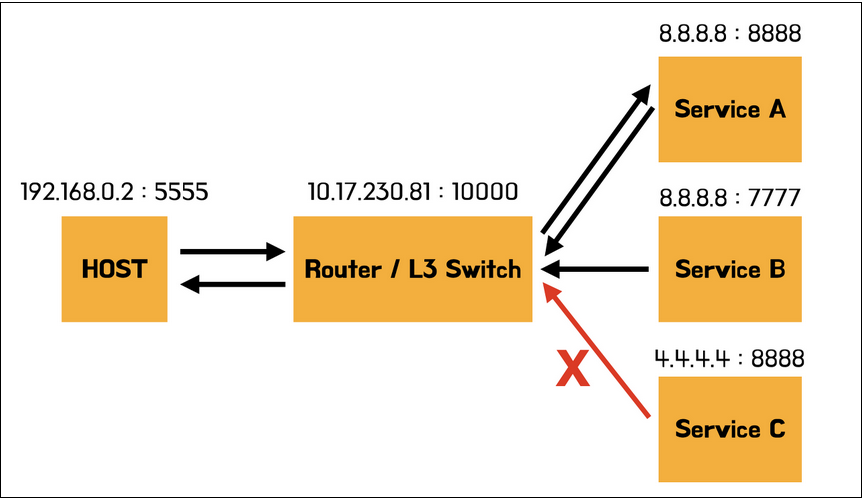 8.8.8.8 : 8888
Service A
192.168.0.2 : 5555
HOST
10.17.230.81 : 10000
Router / L3 Switch
8.8.8.8 : 7777
Service B
X
4.4.4.4 : 8888
Service C